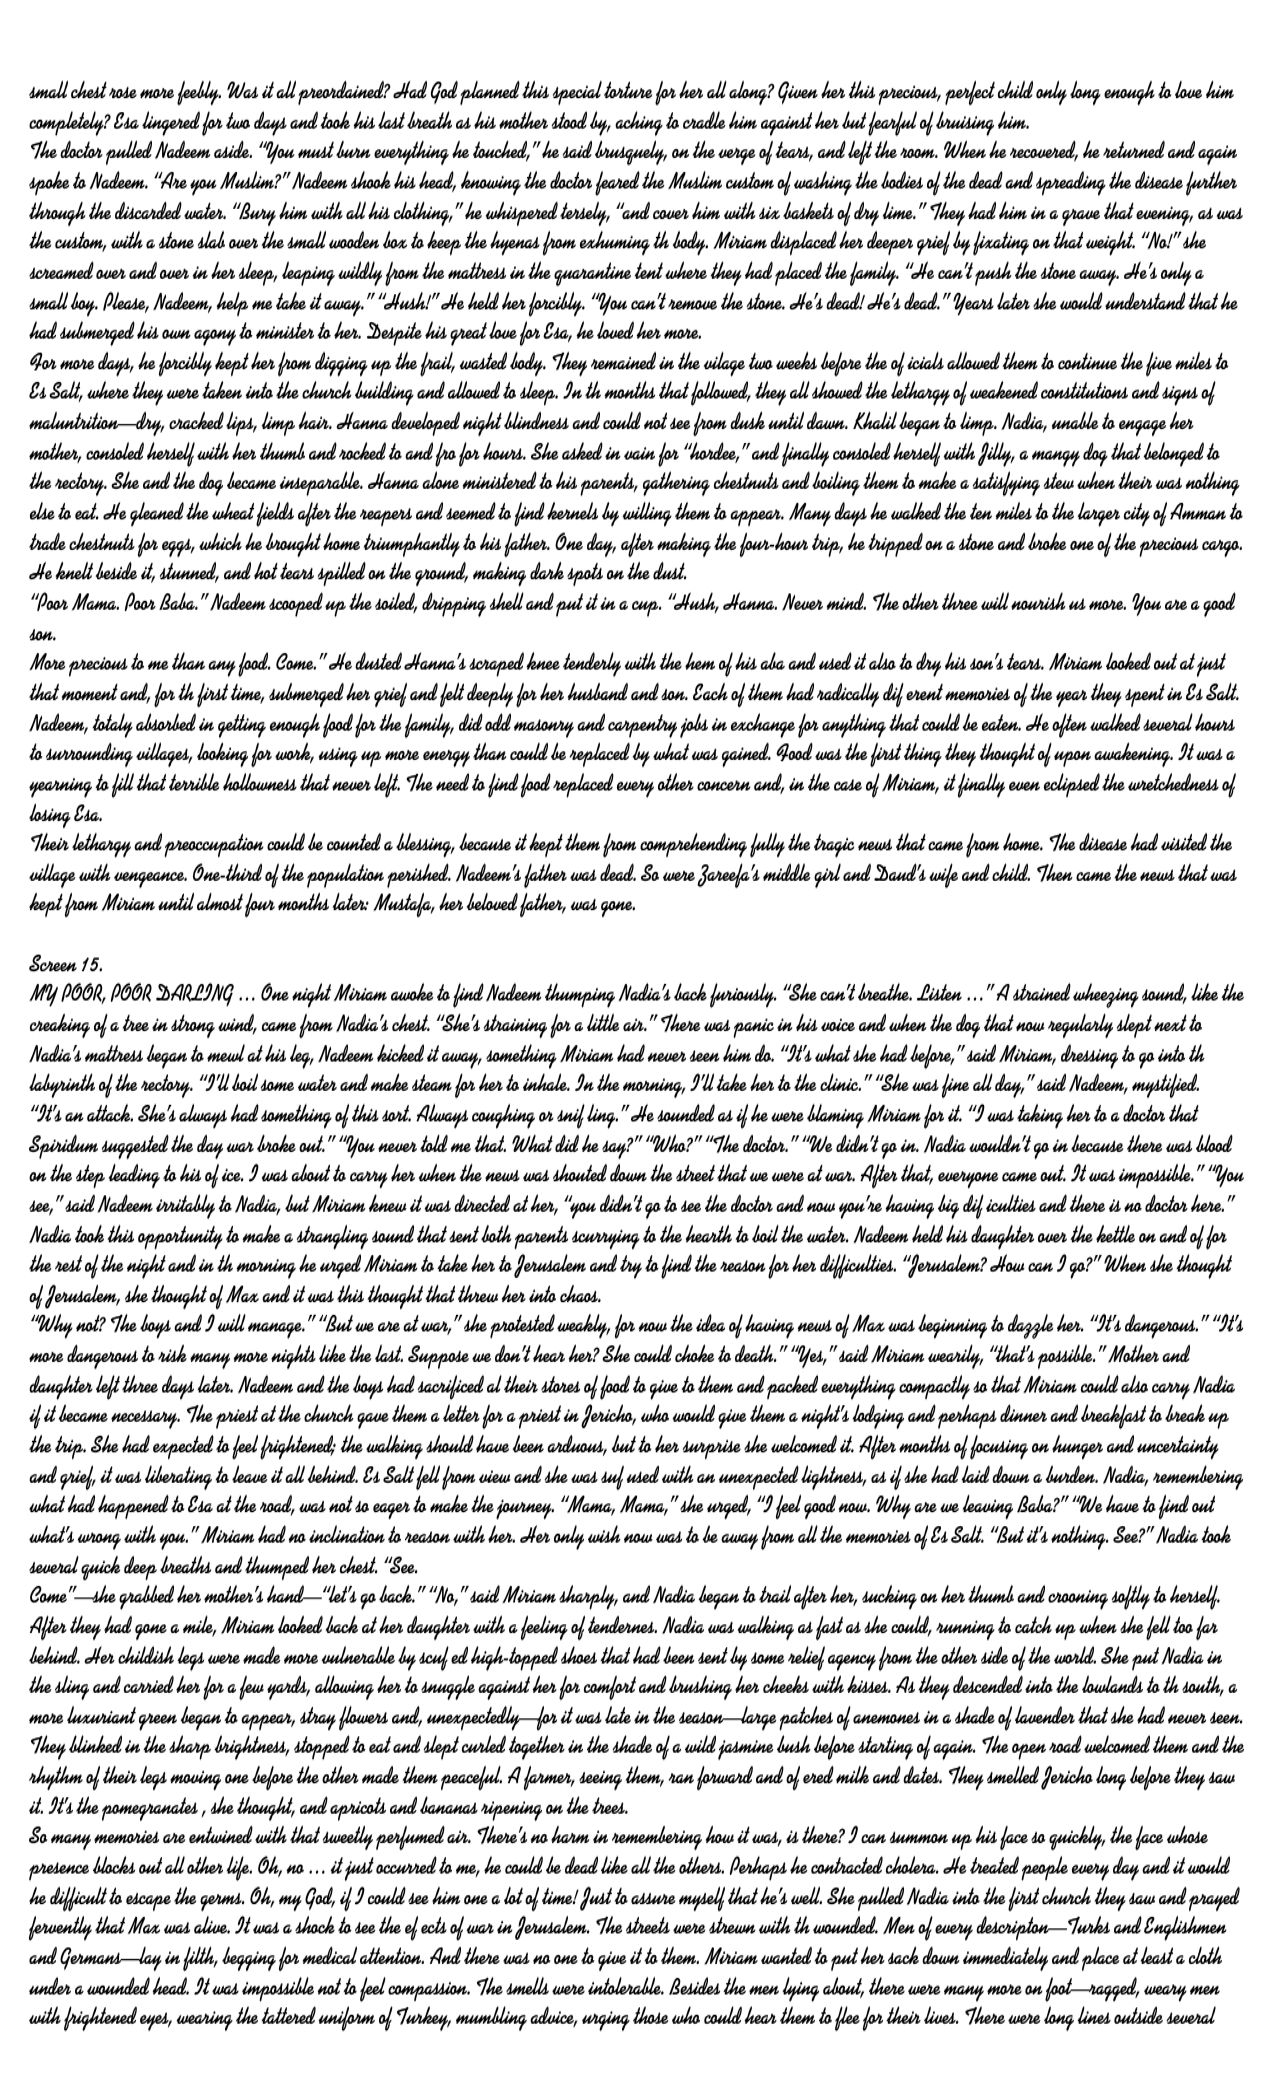 small chest rose more feebly. Was it all preordained? Had God planned this special torture for her all along? Given her this precious, perfect child only long enough to love him
completely? Esa lingered for two days and took his last breath as his mother stood by, aching to cradle him against her but fearful of bruising him.
The doctor pulled Nadeem aside. “You must burn everything he touched,” he said brusquely, on the verge of tears, and left the room. When he recovered, he returned and again
spoke to Nadeem. “Are you Muslim?” Nadeem shook his head, knowing the doctor feared the Muslim custom of washing the bodies of the dead and spreading the disease further
through the discarded water. “Bury him with all his clothing,” he whispered tersely, “and cover him with six baskets of dry lime.” They had him in a grave that evening, as was
the custom, with a stone slab over the small wooden box to keep the hyenas from exhuming th body. Miriam displaced her deeper grief by fixating on that weight. “No!” she
screamed over and over in her sleep, leaping wildly from the mattress in the quarantine tent where they had placed the family. “He can’t push the stone away. He’s only a
small boy. Please, Nadeem, help me take it away.” “Hush!” He held her forcibly. “You can’t remove the stone. He’s dead! He’s dead.” Years later she would understand that he
had submerged his own agony to minister to her. Despite his great love for Esa, he loved her more.
For more days, he forcibly kept her from digging up the frail, wasted body. They remained in the vilage two weeks before the of icials allowed them to continue the five miles to
Es Salt, where they were taken into the church building and allowed to sleep. In th months that followed, they all showed the lethargy of weakened constitutions and signs of
maluntrition—dry, cracked lips, limp hair. Hanna developed night blindness and could not see from dusk until dawn. Khalil began to limp. Nadia, unable to engage her
mother, consoled herself with her thumb and rocked to and fro for hours. She asked in vain for “hordee,” and finally consoled herself with Jilly, a mangy dog that belonged to
the rectory. She and the dog became inseparable. Hanna alone ministered to his parents, gathering chestnuts and boiling them to make a satisfying stew when their was nothing
else to eat. He gleaned the wheat fields after the reapers and seemed to find kernels by willing them to appear. Many days he walked the ten miles to the larger city of Amman to
trade chestnuts for eggs, which he brought home triumphantly to his father. One day, after making the four-hour trip, he tripped on a stone and broke one of the precious cargo.
He knelt beside it, stunned, and hot tears spilled on the ground, making dark spots on the dust.
“Poor Mama. Poor Baba.” Nadeem scooped up the soiled, dripping shell and put it in a cup. “Hush, Hanna. Never mind. The other three will nourish us more. You are a good
son.
More precious to me than any food. Come.” He dusted Hanna’s scraped knee tenderly with the hem of his aba and used it also to dry his son’s tears. Miriam looked out at just
that moment and, for th first time, submerged her grief and felt deeply for her husband and son. Each of them had radically dif erent memories of the year they spent in Es Salt.
Nadeem, totaly absorbed in getting enough food for the family, did odd masonry and carpentry jobs in exchange for anything that could be eaten. He often walked several hours
to surrounding villages, looking for work, using up more energy than could be replaced by what was gained. Food was the first thing they thought of upon awakening. It was a
yearning to fill that terrible hollowness that never left. The need to find food replaced every other concern and, in the case of Miriam, it finally even eclipsed the wretchedness of
losing Esa.
Their lethargy and preoccupation could be counted a blessing, because it kept them from comprehending fully the tragic news that came from home. The disease had visited the
village with vengeance. One-third of the population perished. Nadeem’s father was dead. So were Zareefa’s middle girl and Daud’s wife and child. Then came the news that was
kept from Miriam until almost four months later: Mustafa, her beloved father, was gone.
Screen 15.
MY POOR, POOR DARLING … One night Miriam awoke to find Nadeem thumping Nadia’s back furiously. “She can’t breathe. Listen …” A strained wheezing sound, like the
creaking of a tree in strong wind, came from Nadia’s chest. “She’s straining for a little air.” There was panic in his voice and when the dog that now regularly slept next to
Nadia’s mattress began to mewl at his leg, Nadeem kicked it away, something Miriam had never seen him do. “It’s what she had before,” said Miriam, dressing to go into th
labyrinth of the rectory. “I’ll boil some water and make steam for her to inhale. In the morning, I’ll take her to the clinic.” “She was fine all day,” said Nadeem, mystified.
“It’s an attack. She’s always had something of this sort. Always coughing or snif ling.” He sounded as if he were blaming Miriam for it. “I was taking her to a doctor that
Spiridum suggested the day war broke out.” “You never told me that. What did he say?” “Who?” “The doctor.” “We didn’t go in. Nadia wouldn’t go in because there was blood
on the step leading to his of ice. I was about to carry her when the news was shouted down the street that we were at war. After that, everyone came out. It was impossible.” “You
see,” said Nadeem irritably to Nadia, but Miriam knew it was directed at her, “you didn’t go to see the doctor and now you’re having big dif iculties and there is no doctor here.”
Nadia took this opportunity to make a strangling sound that sent both parents scurrying to the hearth to boil the water. Nadeem held his daughter over the kettle on and of for
the rest of the night and in th morning he urged Miriam to take her to Jerusalem and try to find the reason for her difficulties. “Jerusalem? How can I go?” When she thought
of Jerusalem, she thought of Max and it was this thought that threw her into chaos.
“Why not? The boys and I will manage.” “But we are at war,” she protested weakly, for now the idea of having news of Max was beginning to dazzle her. “It’s dangerous.” “It’s
more dangerous to risk many more nights like the last. Suppose we don’t hear her? She could choke to death.” “Yes,” said Miriam wearily, “that’s possible.” Mother and
daughter left three days later. Nadeem and the boys had sacrificed al their stores of food to give to them and packed everything compactly so that Miriam could also carry Nadia
if it became necessary. The priest at the church gave them a letter for a priest in Jericho, who would give them a night’s lodging and perhaps dinner and breakfast to break up
the trip. She had expected to feel frightened; the walking should have been arduous, but to her surprise she welcomed it. After months of focusing on hunger and uncertainty
and grief, it was liberating to leave it all behind. Es Salt fell from view and she was suf used with an unexpected lightness, as if she had laid down a burden. Nadia, remembering
what had happened to Esa at the road, was not so eager to make the journey. “Mama, Mama,” she urged, “I feel good now. Why are we leaving Baba?” “We have to find out
what’s wrong with you.” Miriam had no inclination to reason with her. Her only wish now was to be away from all the memories of Es Salt. “But it’s nothing. See?” Nadia took
several quick deep breaths and thumped her chest. “See.
Come”—she grabbed her mother’s hand—“let’s go back.” “No,” said Miriam sharply, and Nadia began to trail after her, sucking on her thumb and crooning softly to herself.
After they had gone a mile, Miriam looked back at her daughter with a feeling of tendernes. Nadia was walking as fast as she could, running to catch up when she fell too far
behind. Her childish legs were made more vulnerable by scuf ed high-topped shoes that had been sent by some relief agency from the other side of the world. She put Nadia in
the sling and carried her for a few yards, allowing her to snuggle against her for comfort and brushing her cheeks with kisses. As they descended into the lowlands to th south, a
more luxuriant green began to appear, stray flowers and, unexpectedly—for it was late in the season—large patches of anemones in a shade of lavender that she had never seen.
They blinked in the sharp brightness, stopped to eat and slept curled together in the shade of a wild jasmine bush before starting of again. The open road welcomed them and the
rhythm of their legs moving one before the other made them peaceful. A farmer, seeing them, ran forward and of ered milk and dates. They smelled Jericho long before they saw
it. It’s the pomegranates , she thought, and apricots and bananas ripening on the trees.
So many memories are entwined with that sweetly perfumed air. There’s no harm in remembering how it was, is there? I can summon up his face so quickly, the face whose
presence blocks out all other life. Oh, no … it just occurred to me, he could be dead like all the others. Perhaps he contracted cholera. He treated people every day and it would
he difficult to escape the germs. Oh, my God, if I could see him one a lot of time! Just to assure myself that he’s well. She pulled Nadia into the first church they saw and prayed
fervently that Max was alive. It was a shock to see the ef ects of war in Jerusalem. The streets were strewn with th wounded. Men of every descripton—Turks and Englishmen
and Germans—lay in filth, begging for medical attention. And there was no one to give it to them. Miriam wanted to put her sack down immediately and place at least a cloth
under a wounded head. It was impossible not to feel compassion. The smells were intolerable. Besides the men lying about, there were many more on foot—ragged, weary men
with frightened eyes, wearing the tattered uniform of Turkey, mumbling advice, urging those who could hear them to flee for their lives. There were long lines outside several